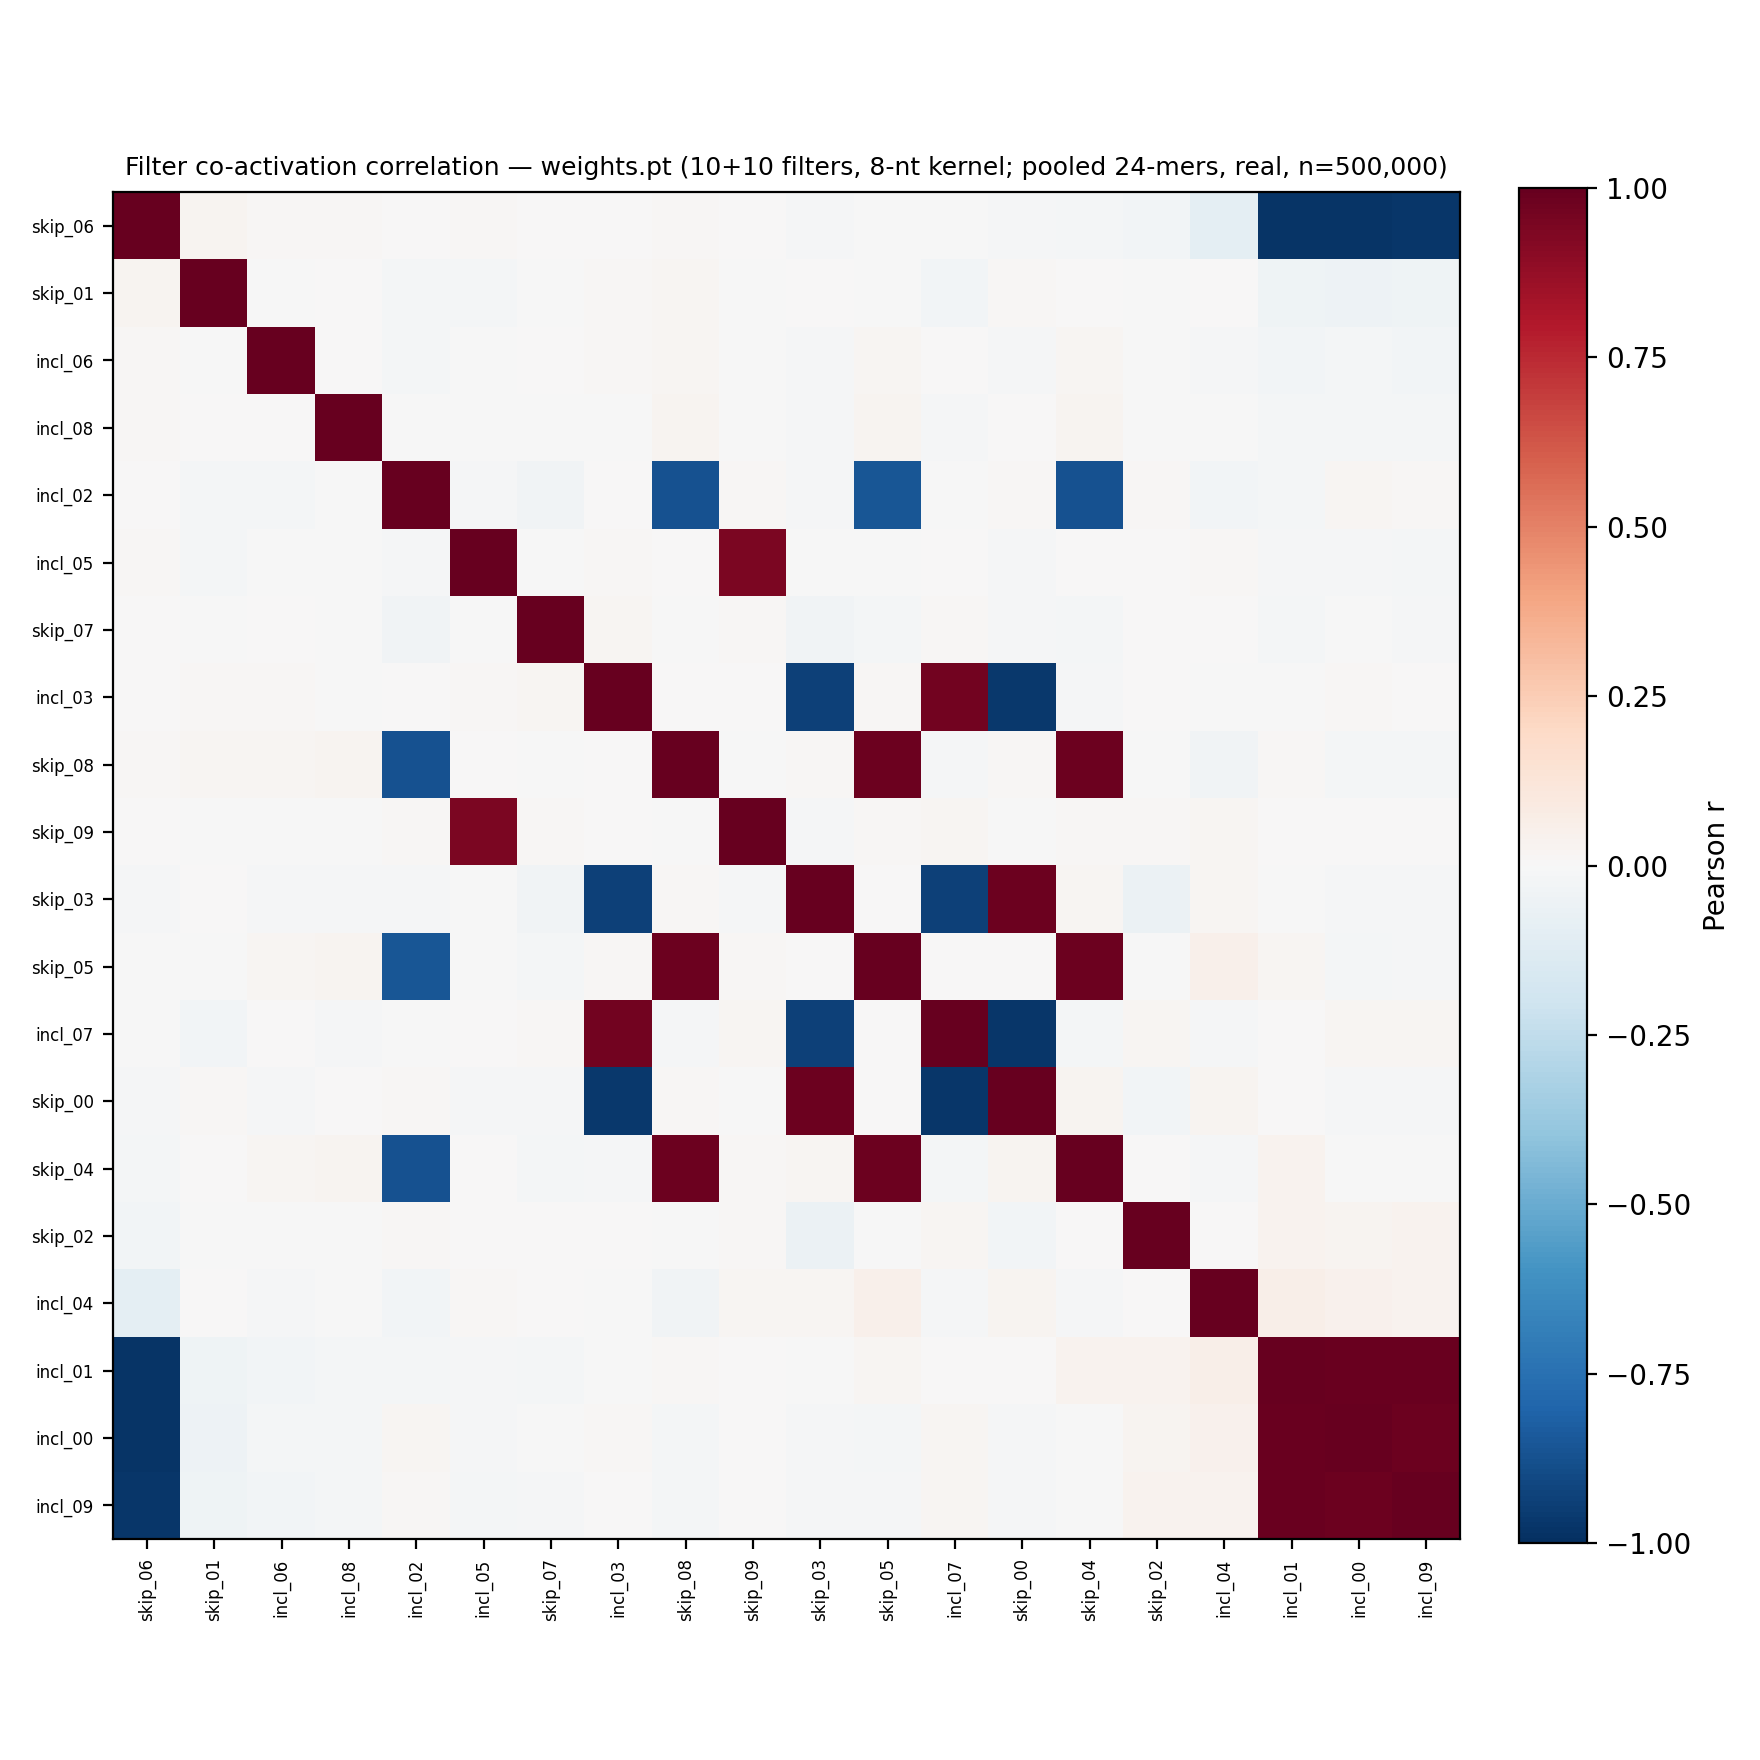 Filter co-activation correlation — weights.pt (10+10 filters, 8-nt kernel; pooled 24-mers, real, n=500,000)
skip_06
skip_01
incl_06
incl_08
incl_02
incl_05
skip_07
incl_03
skip_08
skip_09
skip_03
skip_05
incl_07
skip_00
skip_04
skip_02
incl_04
incl_01
incl_00
incl_09
skip_06
skip_01
incl_06
incl_08
incl_02
incl_05
skip_07
incl_03
skip_08
skip_09
skip_03
skip_05
incl_07
skip_00
skip_04
skip_02
incl_04
incl_01
incl_00
incl_09
1.00
0.75
0.50
0.25
0.00
−0.25
−0.50
−0.75
−1.00
Pearson r